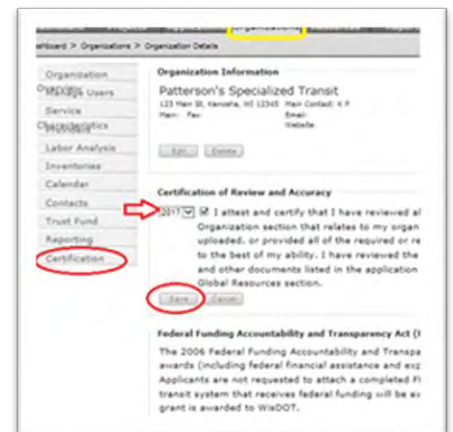 Organizations
Dashboard > Organizations > Organization Details
Organization
Overview
Manage Users
Service
Characteristics
Providers
Labor Analysis
Inventories
Calendar
Contacts
Trust Fund
Reporting
Certification
Organization Information
Patterson's Specialized Transit
123 Main St, Kenosha, WI 12345 Main Contact: K P
Main: Fax: Email:
Website:
Edit Delete
Certification of Review and Accuracy
2017 I attest and certify that I have reviewed al
Organization section that relates to my organ
uploaded, or provided all of the required or re
to the best of my ability. I have reviewed the
and other documents listed in the application
Global Resources section.
Save Cancel
Federal Funding Accountability and Transparency Act (
The 2006 Federal Funding Accountability and Transpa
awards (including federal financial assistance and exp
Applicants are not requested to attach a completed F
transit system that receives federal funding will be ex
grant is awarded to WisDOT.